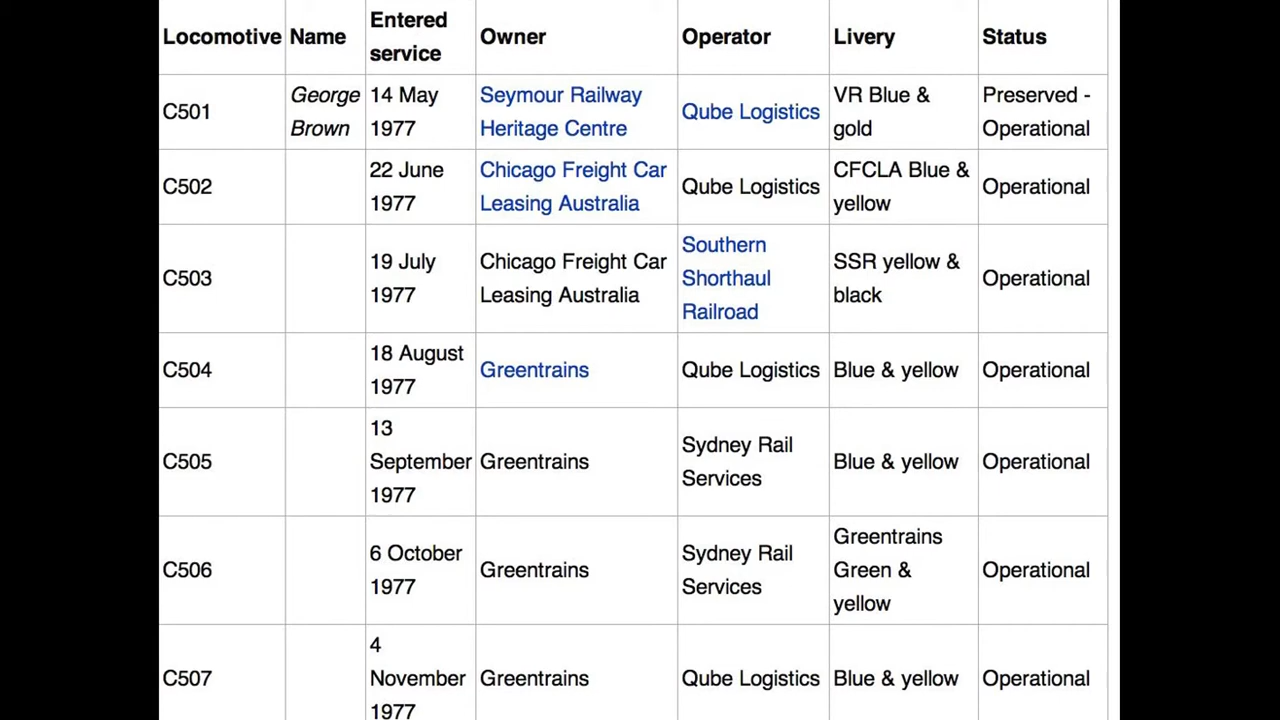 Locomotive Name Entered service Owner Operator Livery Status
C501 George Brown 14 May 1977 Seymour Railway Heritage Centre Qube Logistics VR Blue & gold Preserved - Operational
C502 22 June 1977 Chicago Freight Car Leasing Australia Qube Logistics CFCLA Blue & yellow Operational
C503 19 July 1977 Chicago Freight Car Leasing Australia Southern Shorthaul Railroad SSR yellow & black Operational
C504 18 August 1977 Greentrains Qube Logistics Blue & yellow Operational
C505 13 September 1977 Greentrains Sydney Rail Services Blue & yellow Operational
C506 6 October 1977 Greentrains Sydney Rail Services Greentrains Green & yellow Operational
C507 4 November 1977 Greentrains Qube Logistics Blue & yellow Operational